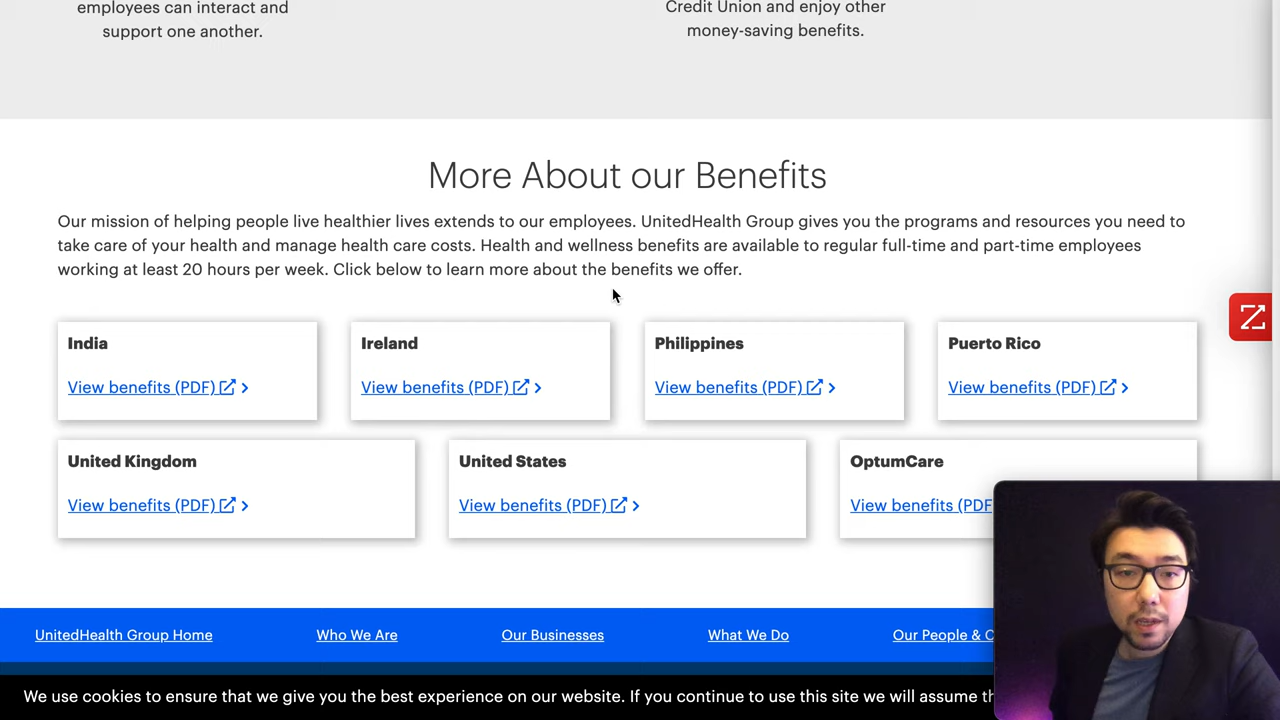 employees can interact and
support one another.
Credit Union and enjoy other
money-saving benefits.
More About our Benefits
Our mission of helping people live healthier lives extends to our employees. UnitedHealth Group gives you the programs and resources you need to
take care of your health and manage health care costs. Health and wellness benefits are available to regular full-time and part-time employees
working at least 20 hours per week. Click below to learn more about the benefits we offer.
India
View benefits (PDF)
Ireland
View benefits (PDF)
Philippines
View benefits (PDF)
Puerto Rico
View benefits (PDF)
United Kingdom
View benefits (PDF)
United States
View benefits (PDF)
OptumCare
View benefits (PDF
UnitedHealth Group Home
Who We Are
Our Businesses
What We Do
Our People & C
We use cookies to ensure that we give you the best experience on our website. If you continue to use this site we will assume th